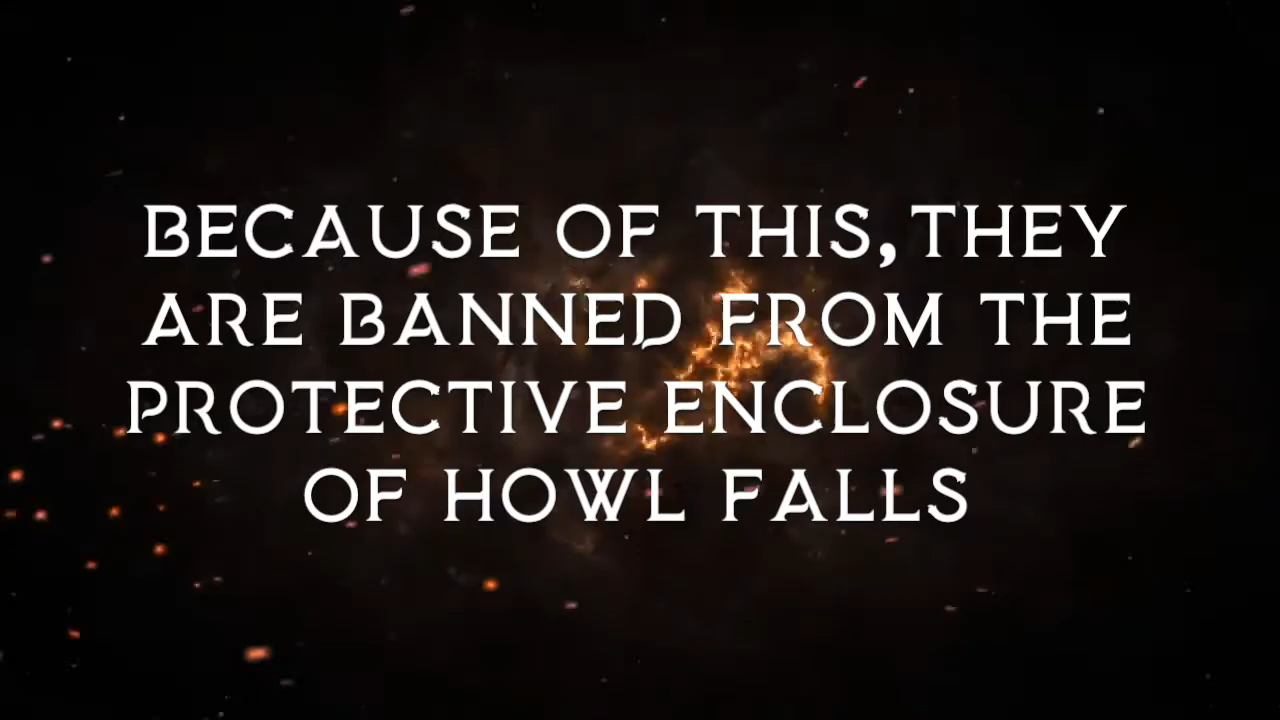 BECAUSE OF THIS,THEY
ARE BANNED FROM THE
PROTECTIVE ENCLOSURE
OF HOWL FALLS